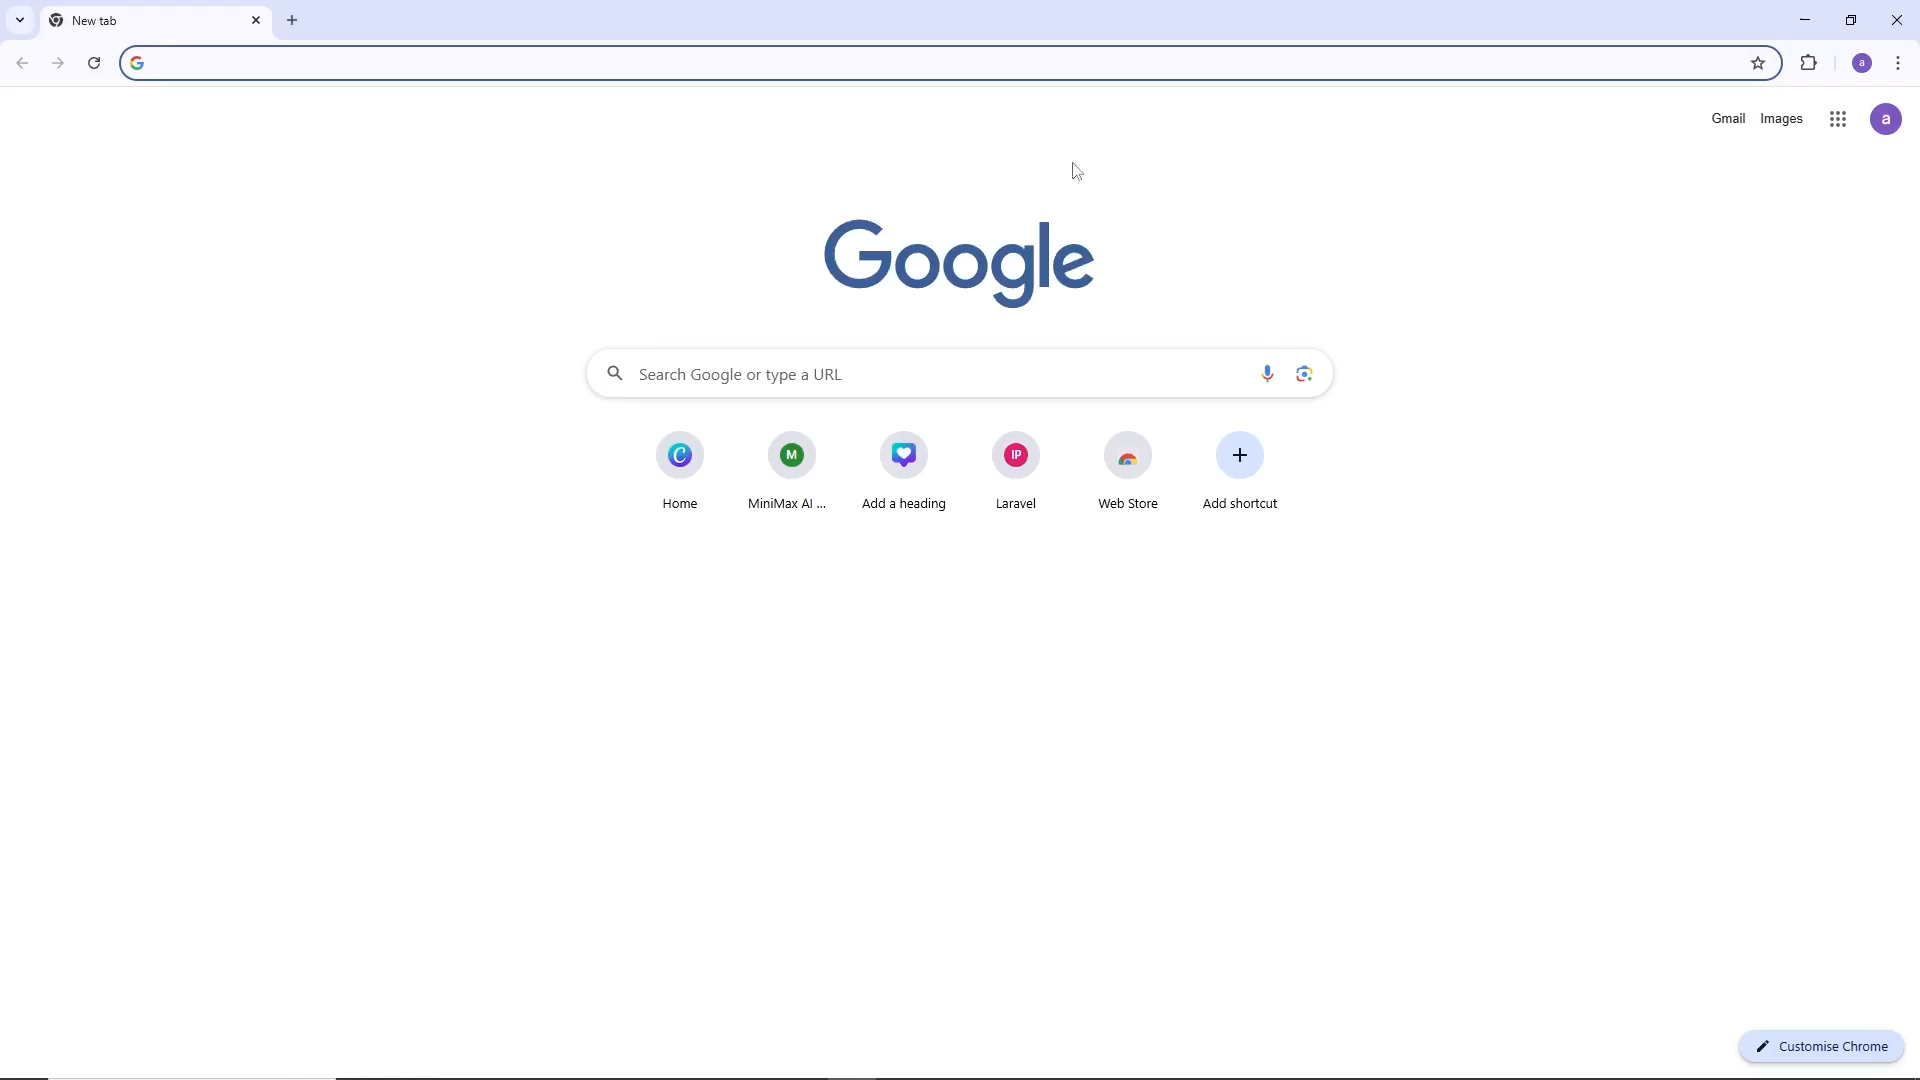 New tab
a
Gmail Images
a
Google
Search Google or type a URL
C
M
IP
Home
MiniMax AI ...
Add a heading
Laravel
Web Store
Add shortcut
Customise Chrome